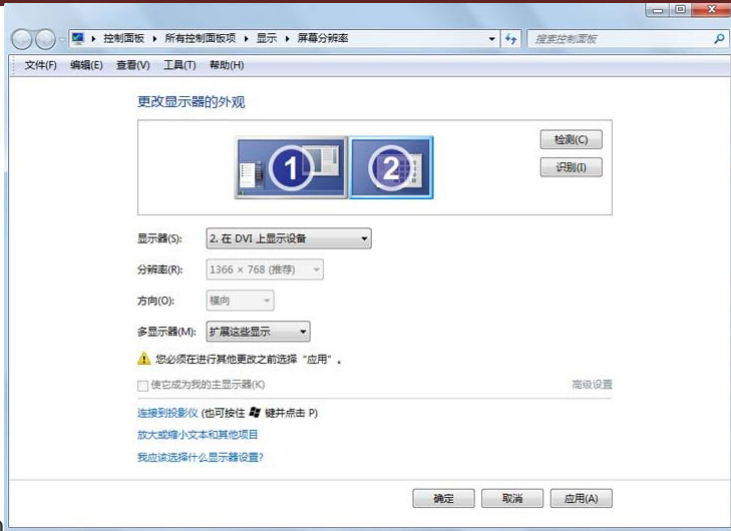 控制面板 所有控制面板项 显示 屏幕分辨率 搜索控制面板
文件(F) 编辑(E) 查看(V) 工具(T) 帮助(H)
更改显示器的外观
1 2
检测(C)
识别(I)
显示器(S): 2. 在 DVI 上显示设备
分辨率(R): 1366 × 768 (推荐)
方向(O): 横向
多显示器(M): 扩展这些显示
您必须在进行其他更改之前选择“应用”。
使它成为我的主显示器(K) 高级设置
连接到投影仪 (也可按住 键并点击 P)
放大或缩小文本和其他项目
我应该选择什么显示器设置?
确定 取消 应用(A)